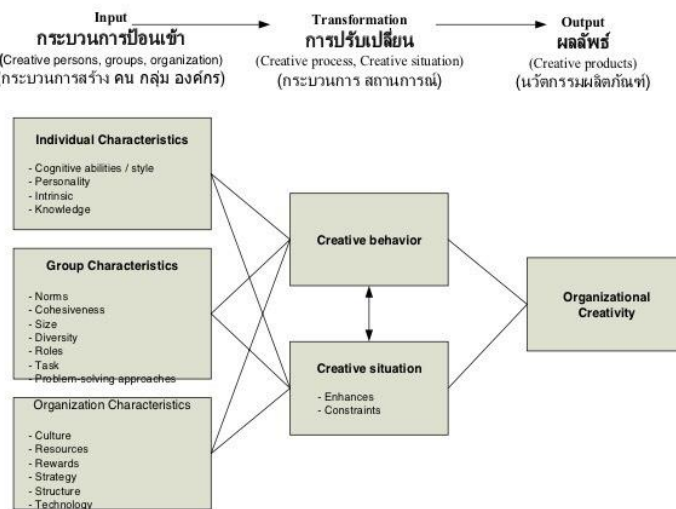 Input
กระบวนการป้อนเข้า
(Creative persons, groups, organization)
(กระบวนการสร้าง คน กลุ่ม องค์กร)
Transformation
การปรับเปลี่ยน
(Creative process, Creative situation)
(กระบวนการ สถานการณ์)
Output
ผลลัพธ์
(Creative products)
(นวัตกรรมผลิตภัณฑ์)
Individual Characteristics
- Cognitive abilities / style
- Personality
- Intrinsic
- Knowledge
Group Characteristics
- Norms
- Cohesiveness
- Size
- Diversity
- Roles
- Task
- Problem-solving approaches
Organization Characteristics
- Culture
- Resources
- Rewards
- Strategy
- Structure
- Technology
Creative behavior
Creative situation
- Enhances
- Constraints
Organizational
Creativity